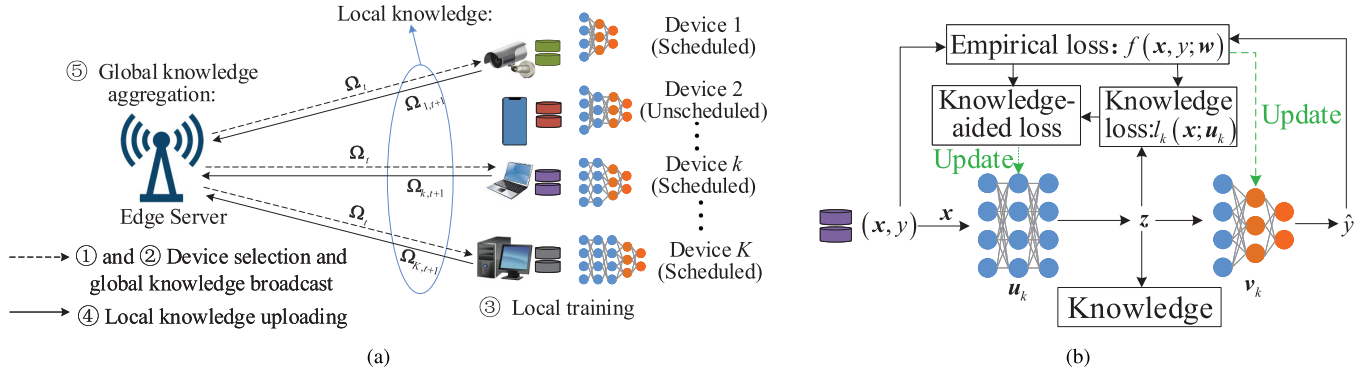 Local knowledge:
⑤ Global knowledge
aggregation:
Edge Server
Ω_t
Ω_{1,t+1}
Ω_t
Ω_{k,t+1}
Ω_t
Ω_{K,t+1}
Device 1
(Scheduled)
Device 2
(Unscheduled)
Device k
(Scheduled)
Device K
(Scheduled)
③ Local training
① and ② Device selection and
global knowledge broadcast
④ Local knowledge uploading
(a)
Empirical loss: f(x, y; w)
Knowledge-
aided loss
Knowledge
loss: l_k(x; u_k)
Update
Update
(x, y)
x
z
ŷ
u_k
v_k
Knowledge
(b)